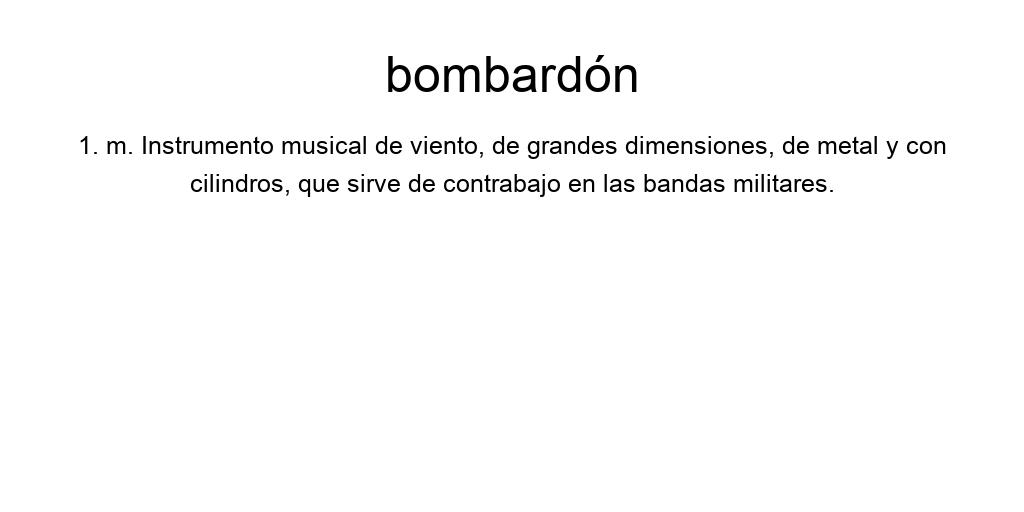 bombardón
1. m. Instrumento musical de viento, de grandes dimensiones, de metal y con
cilindros, que sirve de contrabajo en las bandas militares.